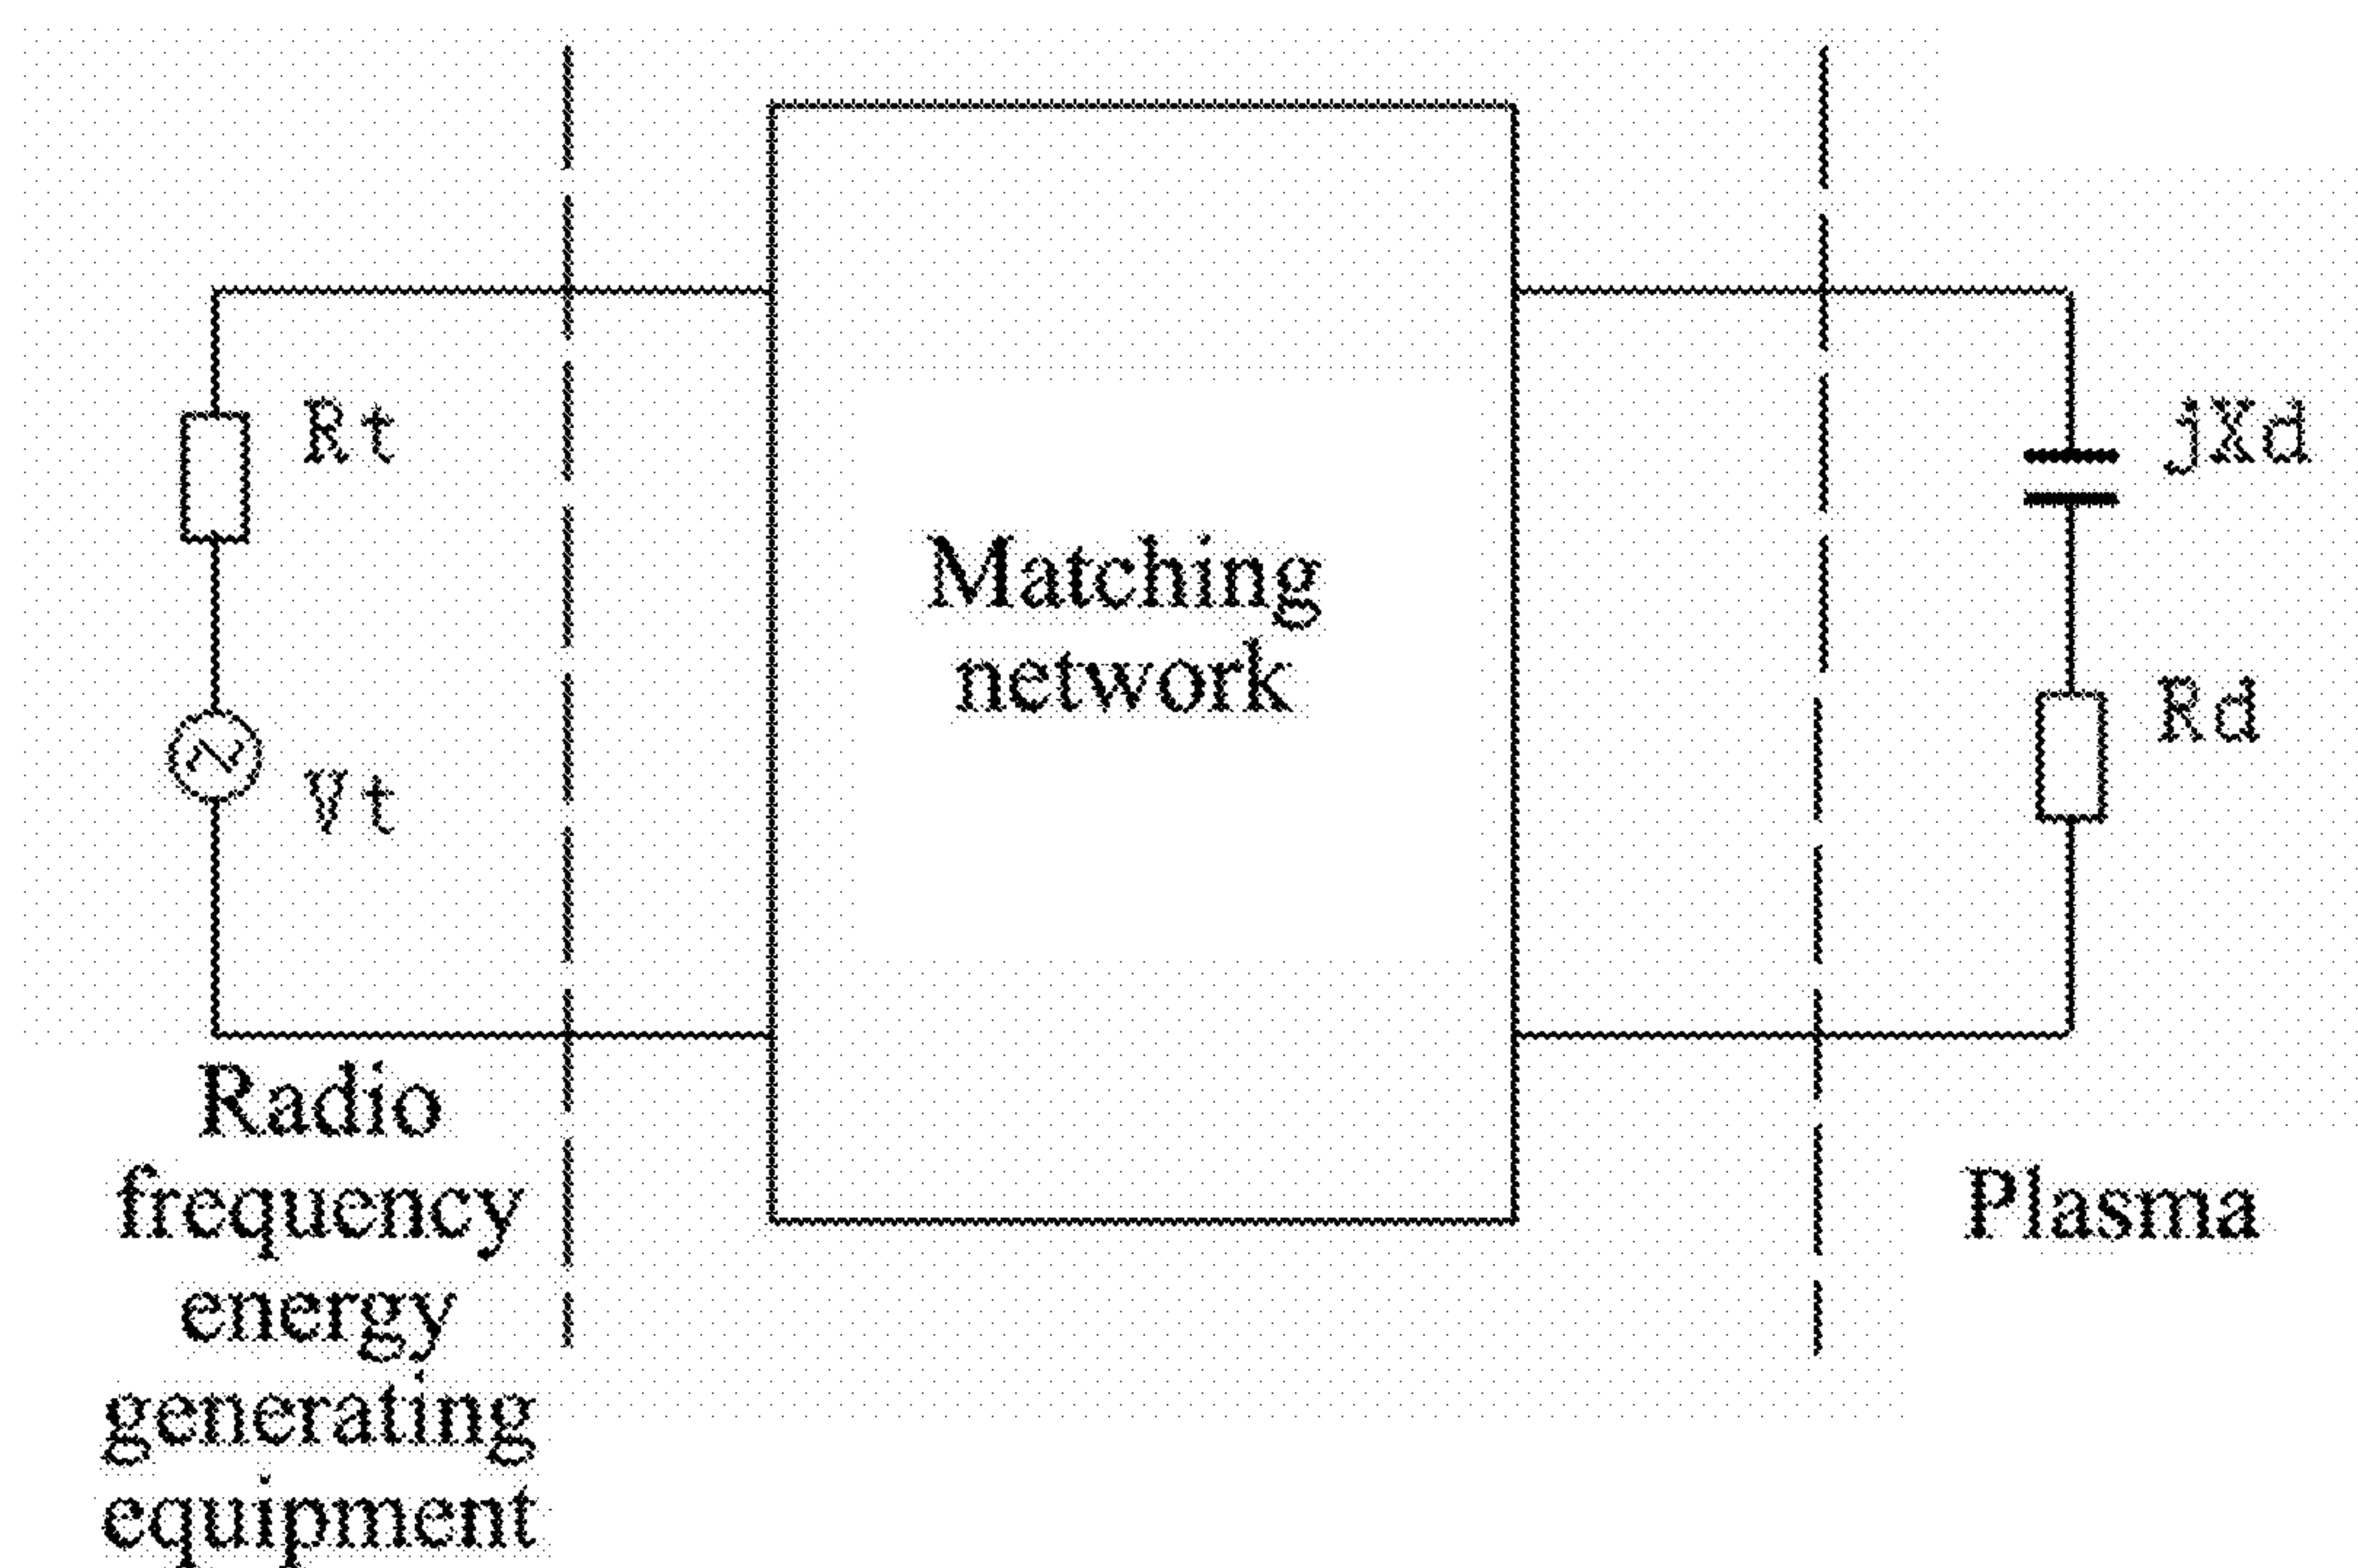 Rt
Vt
Matching
network
jXd
Rd
Radio
frequency
energy
generating
equipment
Plasma